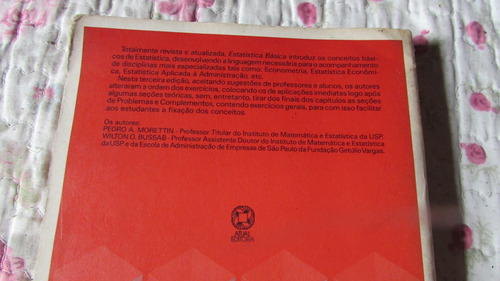 Totalmente revista e atualizada, Estatística Básica introduz os conceitos bási-
cos de Estatística, desenvolvendo a linguagem necessária para o acompanhamento
de disciplinas mais especializadas tais como: Econometria, Estatística Econômi-
ca, Estatística Aplicada à Administração, etc.
Nesta terceira edição, aceitando sugestões de professores e alunos, os autores
alteraram a ordem dos exercícios, colocando os de aplicações imediatas logo após
algumas seções teóricas, sem, entretanto, tirar dos finais dos capítulos as seções
de Problemas e Complementos, contendo exercícios gerais, para com isso facilitar
aos estudantes a fixação dos conceitos.
Os autores:
PEDRO A. MORETTIN - Professor Titular do Instituto de Matemática e Estatística da USP.
WILTON O. BUSSAB - Professor Assistente Doutor do Instituto de Matemática e Estatística
da USP e da Escola de Administração de Empresas de São Paulo da Fundação Getúlio Vargas.
ATUAL
EDITORA